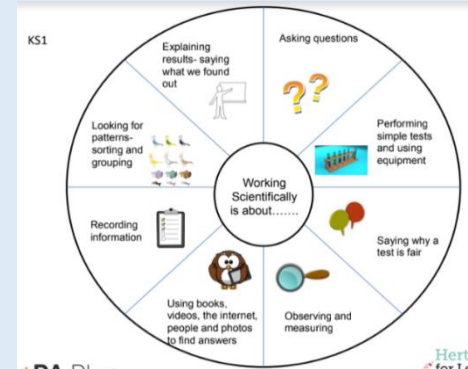 KS1
Asking questions
Performing
simple tests
and using
equipment
Saying why a
test is fair
Observing and
measuring
Using books,
videos, the internet,
people and photos
to find answers
Recording
information
Looking for
patterns-
sorting and
grouping
Explaining
results- saying
what we found
out
Working
Scientifically
is about…….
Hert
for L